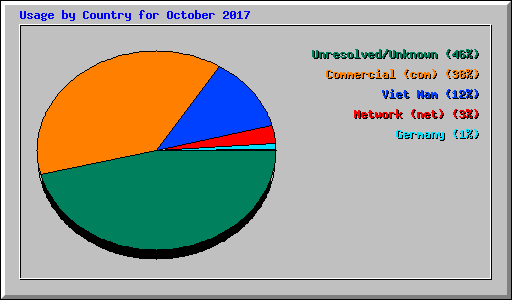 Usage by Country for October 2017
Unresolved/Unknown (46%)
Commercial (com) (38%)
Viet Nam (12%)
Network (net) (3%)
Germany (1%)